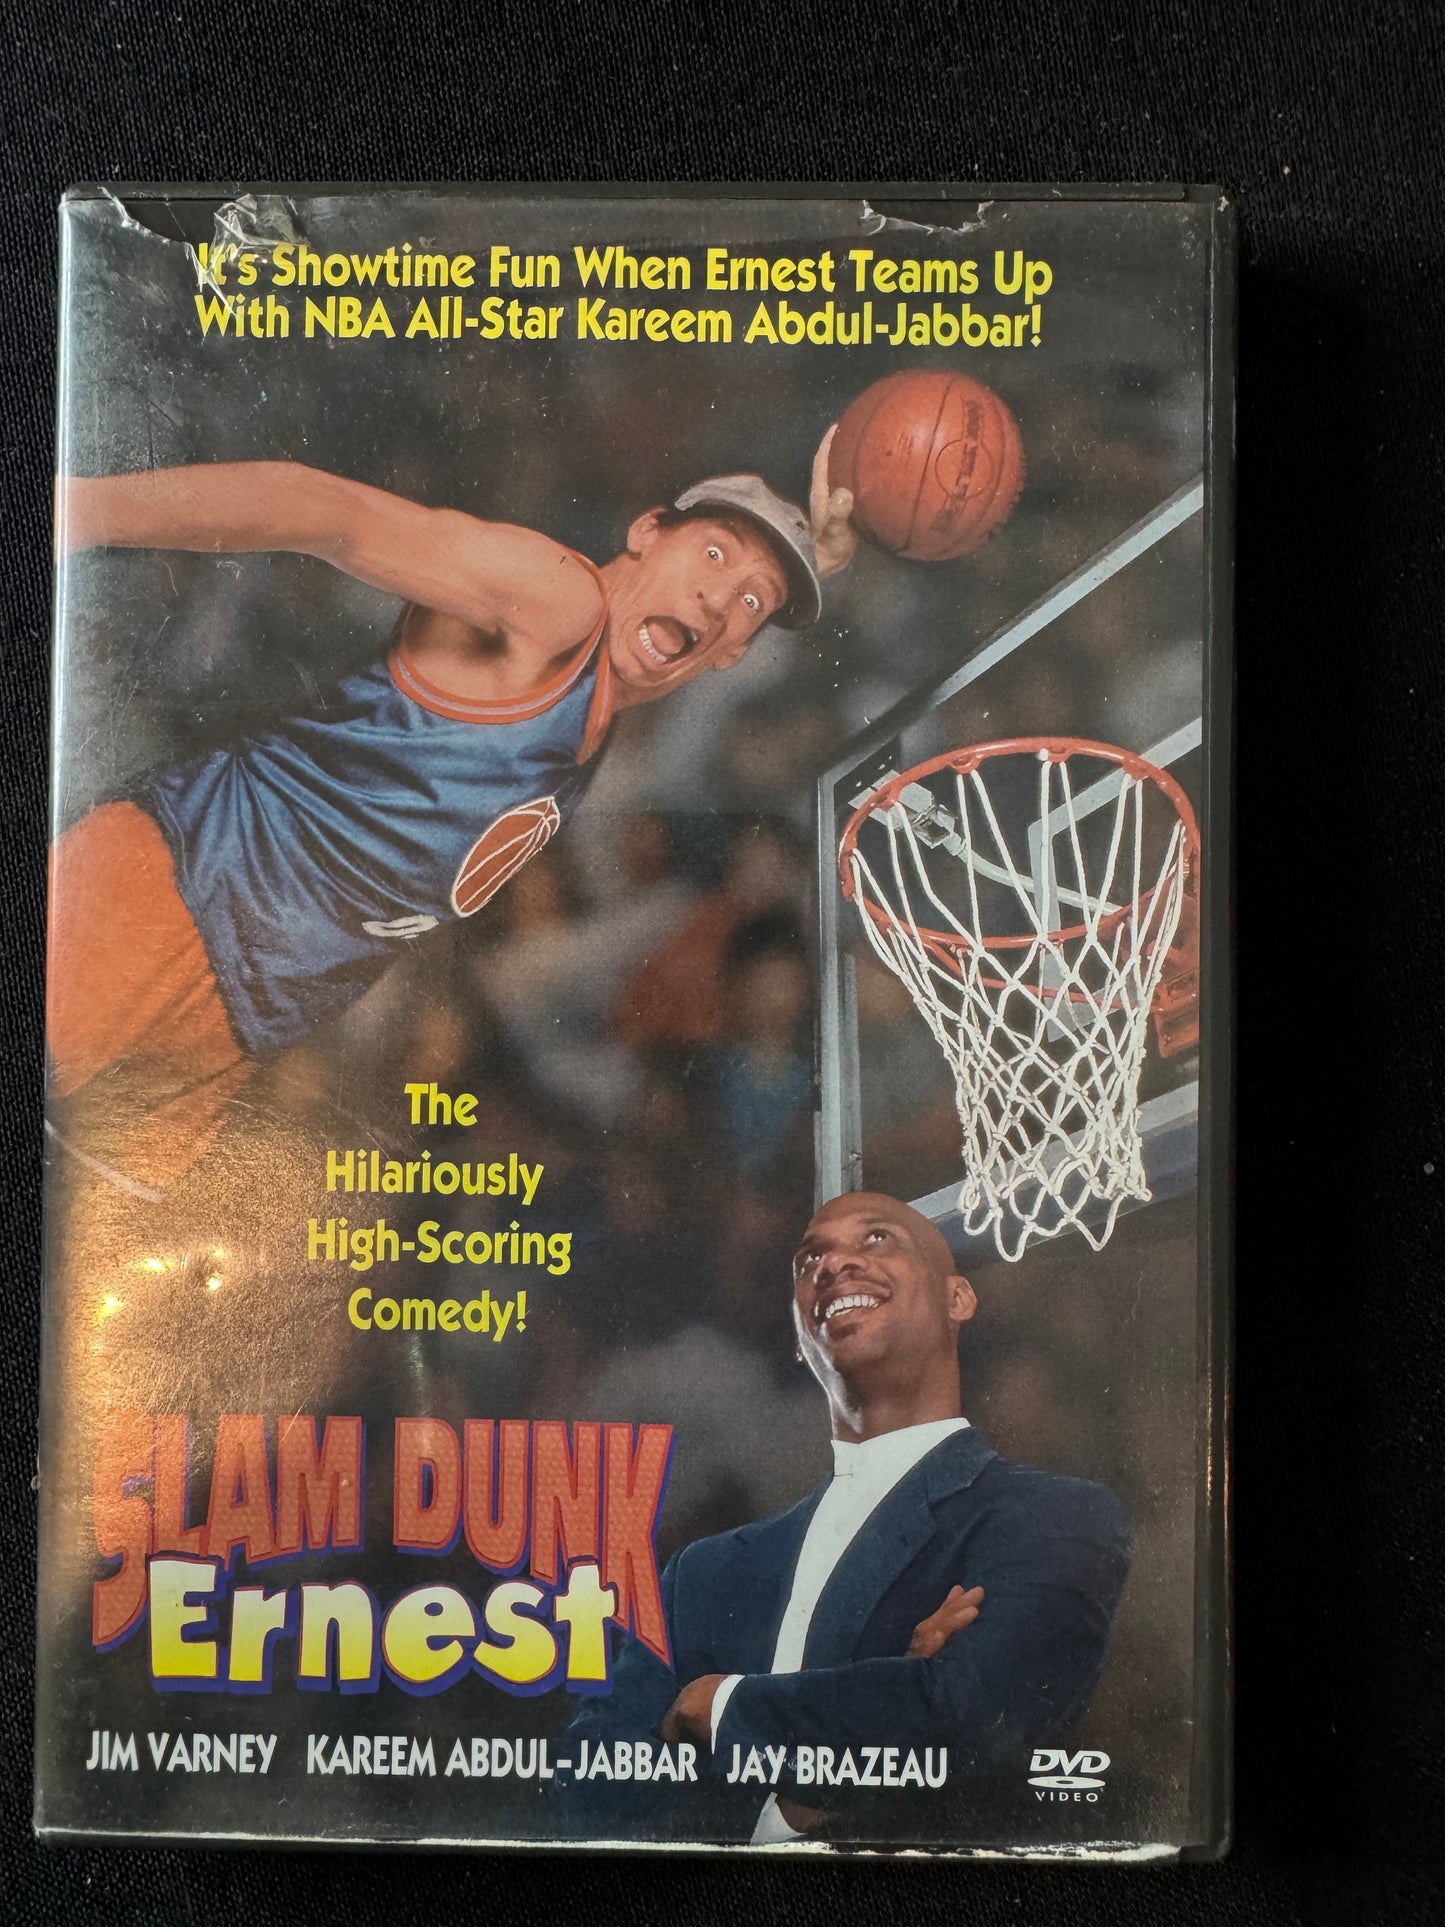 It's Showtime Fun When Ernest Teams Up
With NBA All-Star Kareem Abdul-Jabbar!
The
Hilariously
High-Scoring
Comedy!
SLAM DUNK
Ernest
JIM VARNEY KAREEM ABDUL-JABBAR JAY BRAZEAU
DVD
VIDEO